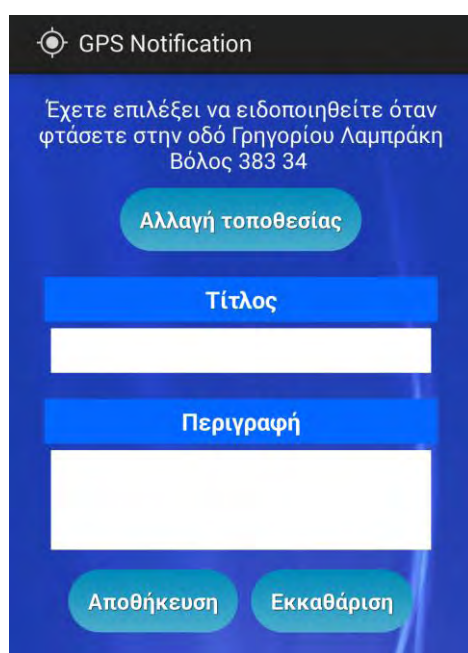 GPS Notification
Έχετε επιλέξει να ειδοποιηθείτε όταν
φτάσετε στην οδό Γρηγορίου Λαμπράκη
Βόλος 383 34
Αλλαγή τοποθεσίας
Τίτλος
Περιγραφή
Αποθήκευση Εκκαθάριση